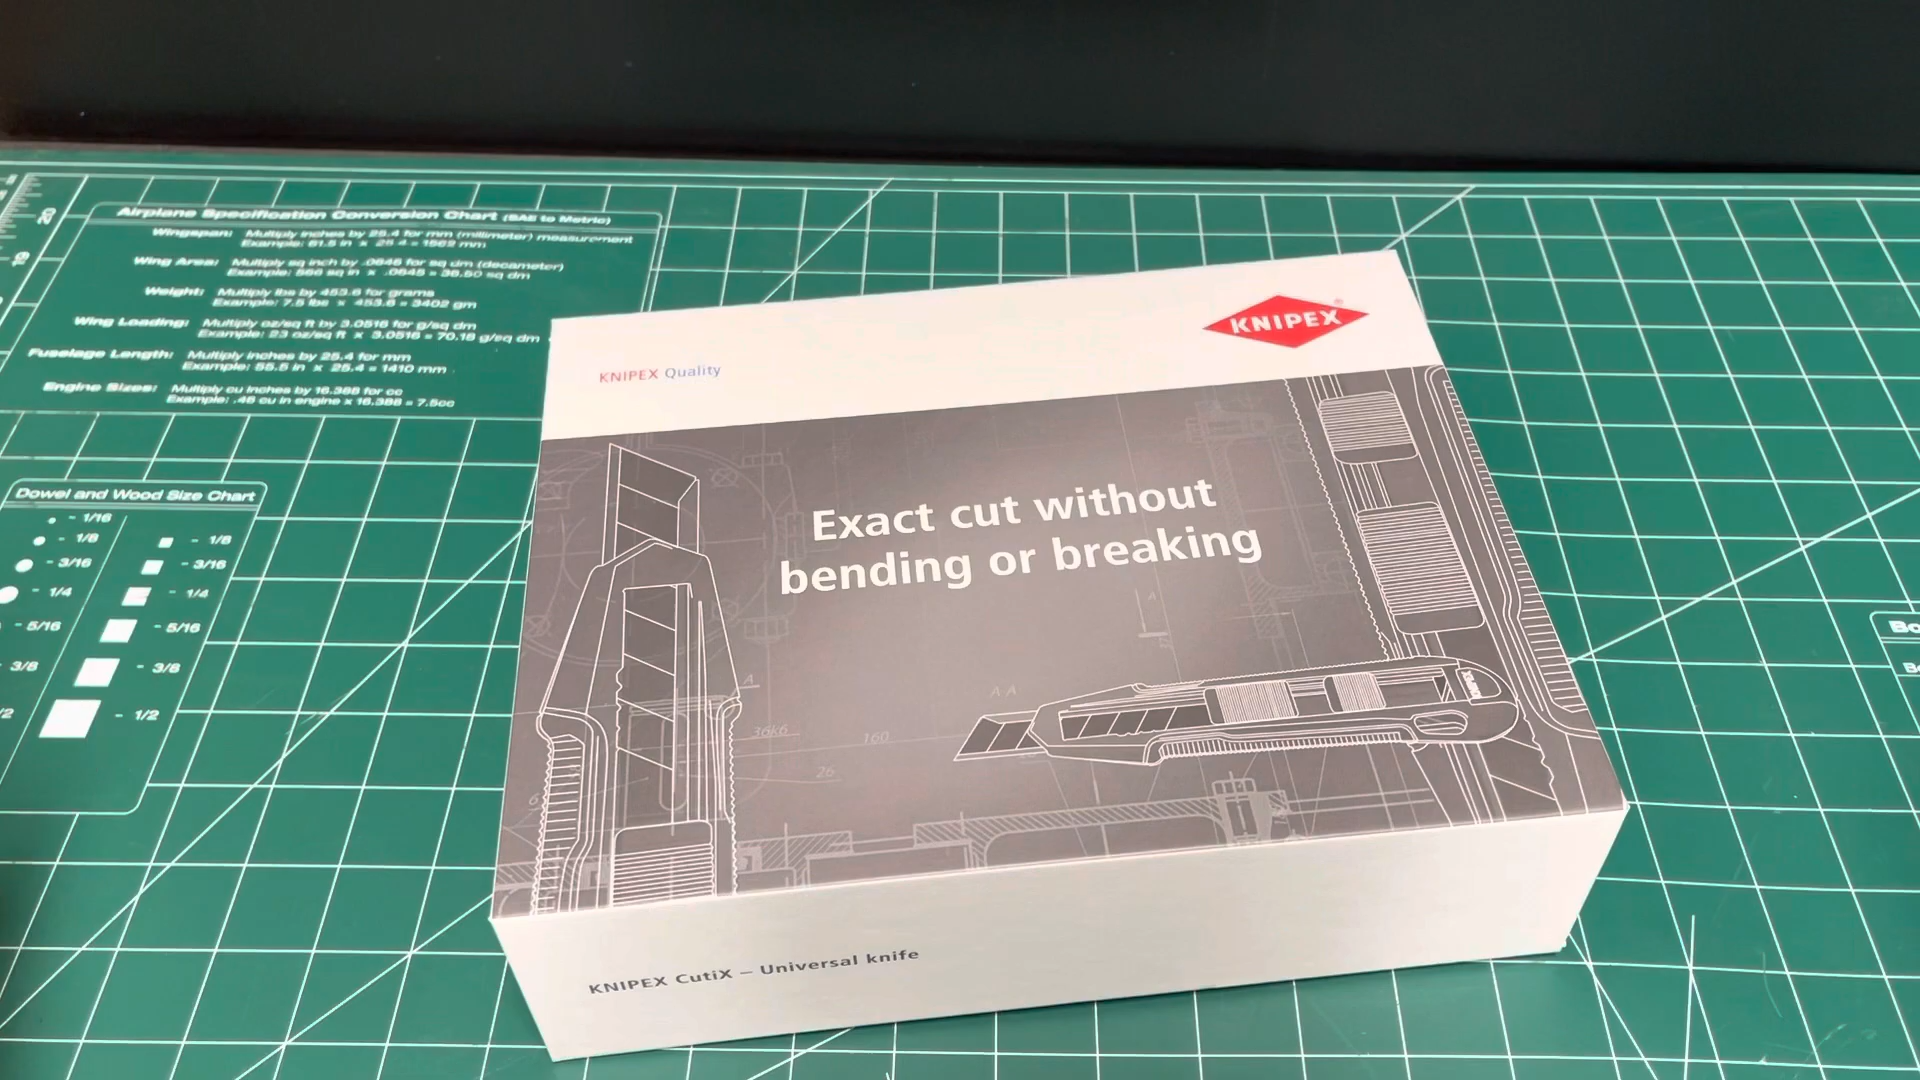 20
19
Airplane Specification Conversion Chart (SAE to Metric)
Wingspan: Multiply inches by 25.4 for mm (millimeter) measurement
Example: 61.5 in x 25.4 = 1562 mm
Wing Area: Multiply sq inch by .0645 for sq dm (decameter)
Example: 566 sq in x .0645 = 36.50 sq dm
Weight: Multiply lbs by 453.6 for grams
Example: 7.5 lbs x 453.6 = 3402 gm
Wing Loading: Multiply oz/sq ft by 3.0516 for g/sq dm
Example: 23 oz/sq ft x 3.0516 = 70.18 g/sq dm
Fuselage Length: Multiply inches by 25.4 for mm
Example: 55.5 in x 25.4 = 1410 mm
Engine Sizes: Multiply cu inches by 16.388 for cc
Example: .46 cu in engine x 16.388 = 7.5cc
Dowel and Wood Size Chart
- 1/16
- 1/8 - 1/8
- 3/16 - 3/16
- 1/4 - 1/4
- 5/16 - 5/16
3/8 - 3/8
/2 - 1/2
KNIPEX®
KNIPEX Quality
Exact cut without
bending or breaking
A
A-A
A
36k6
160
26
KNIPEX
KNIPEX CutiX – Universal knife
Bo